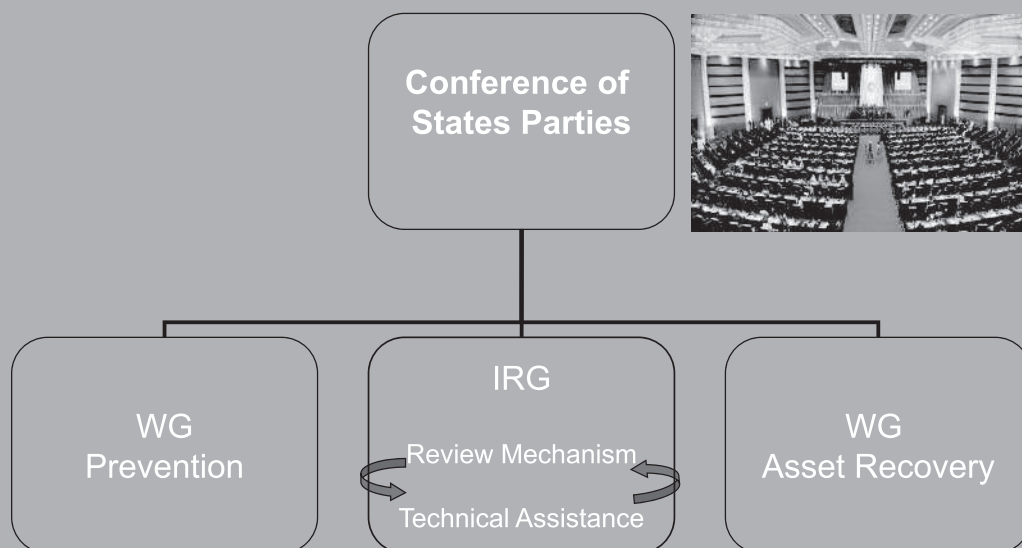 Conference of
States Parties
WG
Prevention
IRG
Review Mechanism
Technical Assistance
WG
Asset Recovery